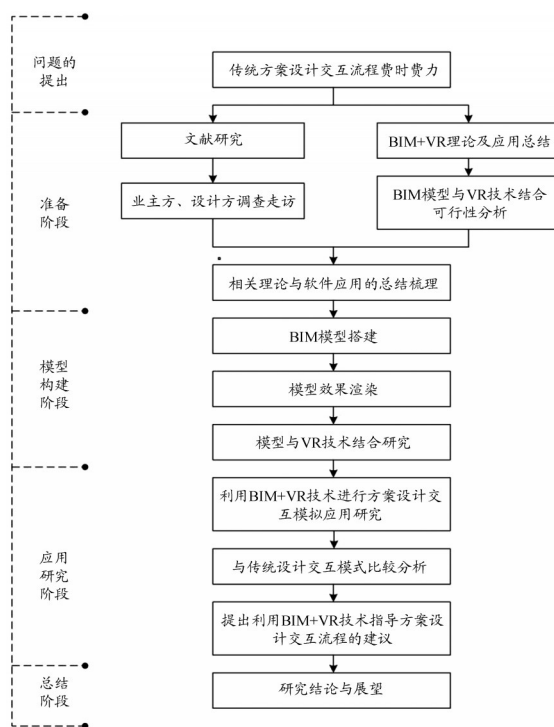 问题的
提出
传统方案设计交互流程费时费力
准备
阶段
文献研究
BIM+VR理论及应用总结
业主方、设计方调查走访
BIM模型与VR技术结合
可行性分析
相关理论与软件应用的总结梳理
模型
构建
阶段
BIM模型搭建
模型效果渲染
模型与VR技术结合研究
应用
研究
阶段
利用BIM+VR技术进行方案设计交
互模拟应用研究
与传统设计交互模式比较分析
提出利用BIM+VR技术指导方案设
计交互流程的建议
总结
阶段
研究结论与展望